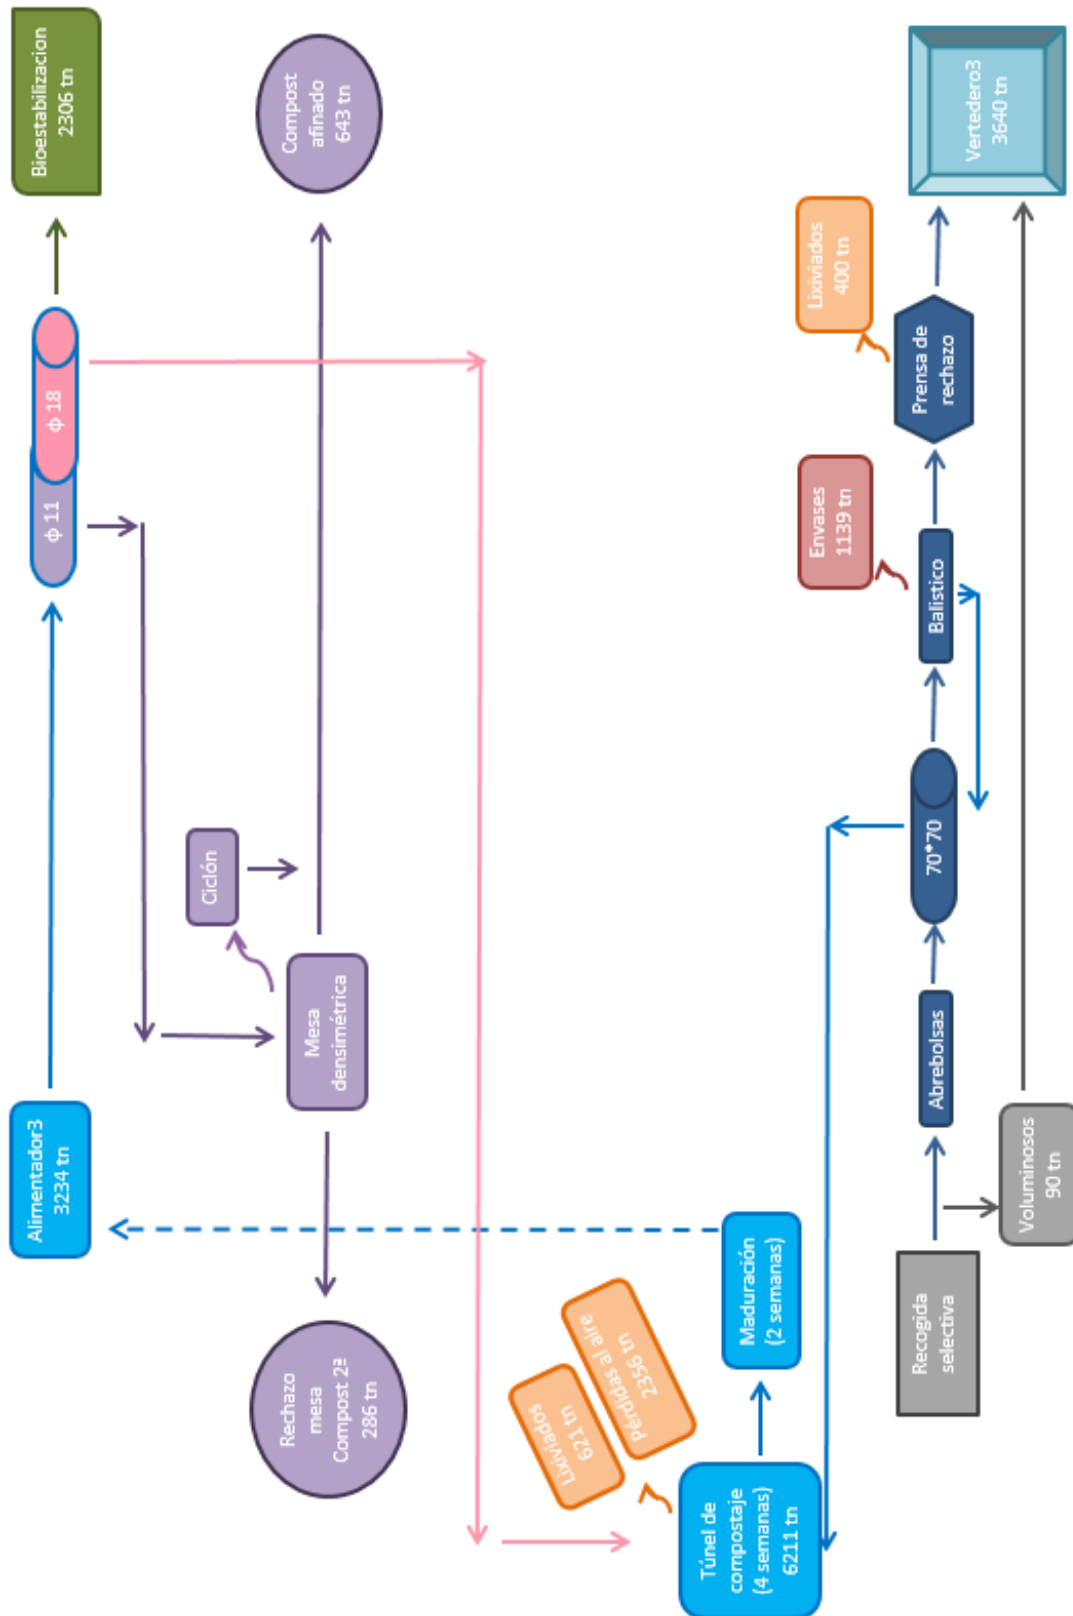 Recogida
selectiva
Voluminosos
90 tn
Abrebolsas
70*70
Balistico
Envases
1139 tn
Prensa de
rechazo
Lixiviados
400 tn
Vertedero3
3640 tn
Túnel de
compostaje
(4 semanas)
6211 tn
Lixiviados
621 tn
Pérdidas al aire
2356 tn
Maduración
(2 semanas)
Rechazo
mesa
Compost 2ª
286 tn
Mesa
densimétrica
Ciclón
Compost
afinado
643 tn
Alimentador3
3234 tn
ф 11
ф 18
Bioestabilizacion
2306 tn